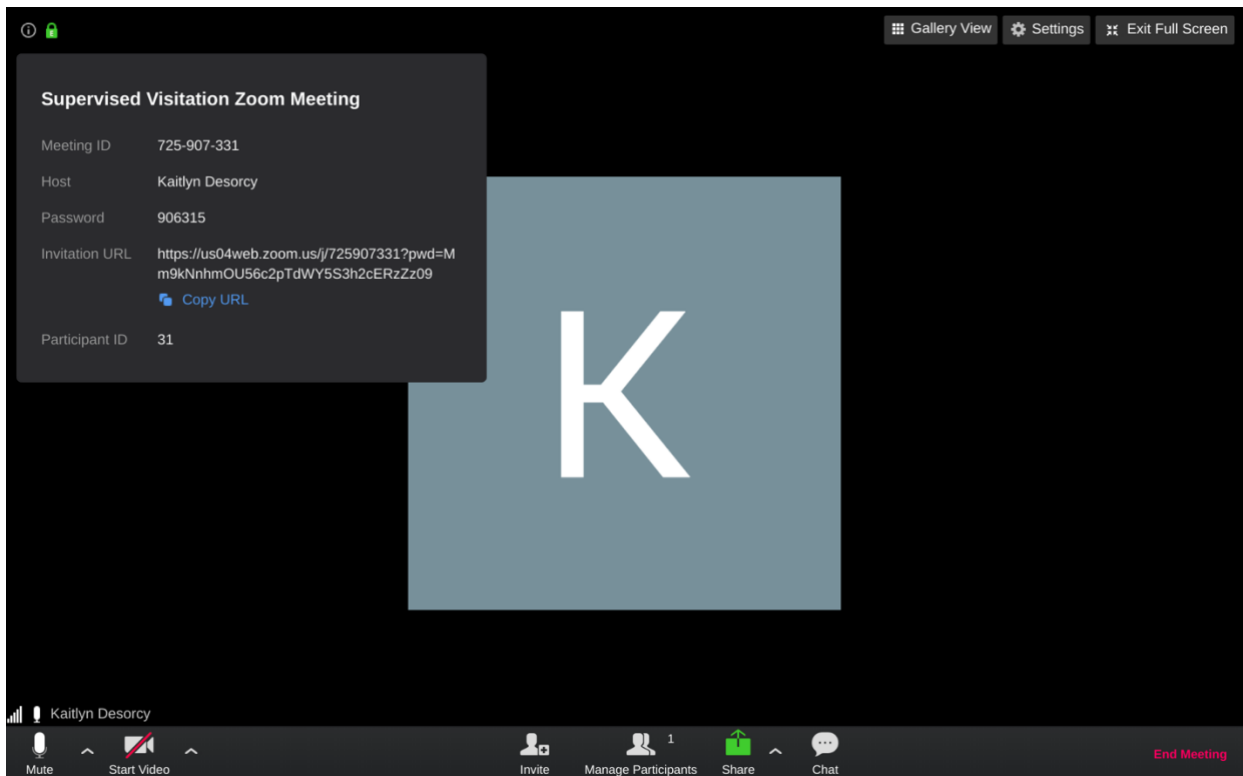 Gallery View Settings Exit Full Screen
Supervised Visitation Zoom Meeting
Meeting ID 725-907-331
Host Kaitlyn Desorcy
Password 906315
Invitation URL https://us04web.zoom.us/j/725907331?pwd=M
m9kNnhmOU56c2pTdWY5S3h2cERzZz09
Copy URL
Participant ID 31
K
Kaitlyn Desorcy
1
Mute Start Video Invite Manage Participants Share Chat End Meeting